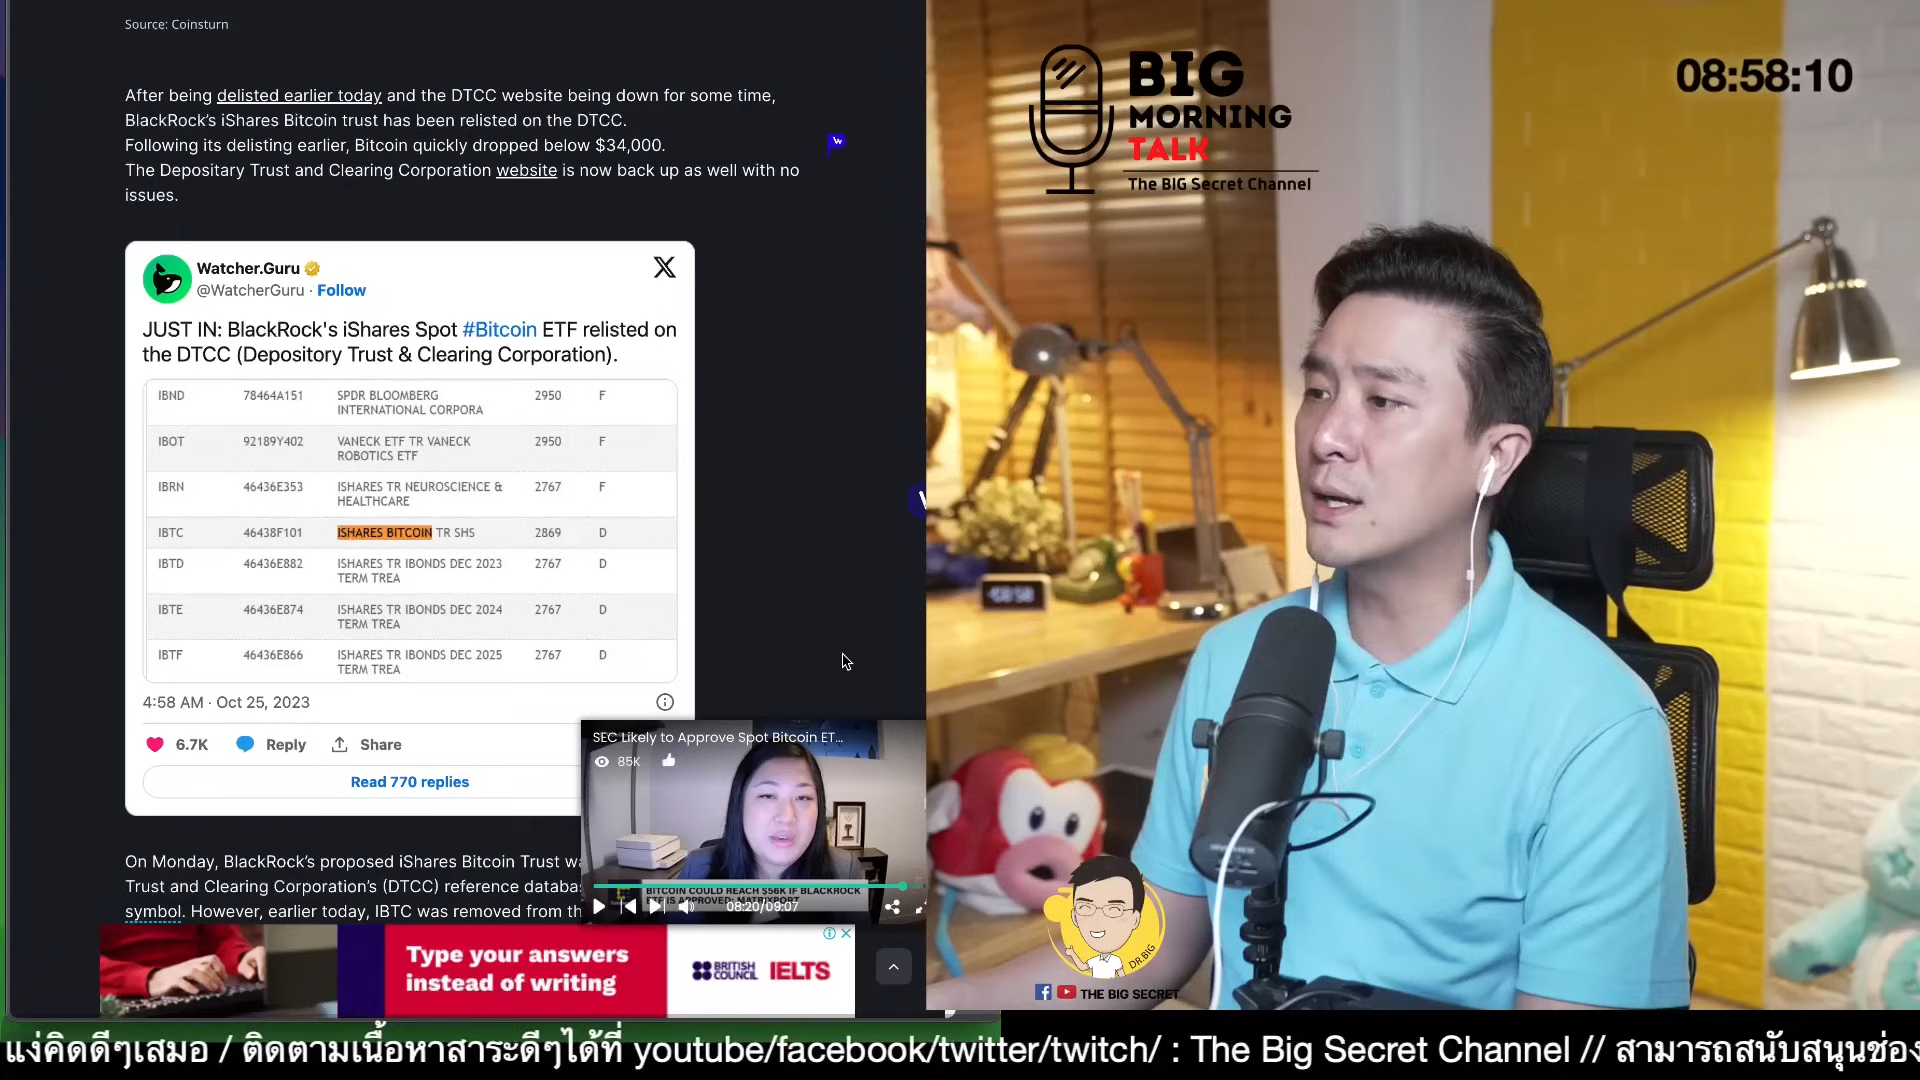 Source: Coinsturn
After being delisted earlier today and the DTCC website being down for some time,
BlackRock's iShares Bitcoin trust has been relisted on the DTCC.
Following its delisting earlier, Bitcoin quickly dropped below $34,000.
The Depositary Trust and Clearing Corporation website is now back up as well with no
issues.
Watcher.Guru
@WatcherGuru · Follow
JUST IN: BlackRock's iShares Spot #Bitcoin ETF relisted on
the DTCC (Depository Trust & Clearing Corporation).
IBND 78464A151 SPDR BLOOMBERG 2950 F
INTERNATIONAL CORPORA
IBOT 92189Y402 VANECK ETF TR VANECK 2950 F
ROBOTICS ETF
IBRN 46436E353 ISHARES TR NEUROSCIENCE & 2767 F
HEALTHCARE
IBTC 46438F101 ISHARES BITCOIN TR SHS 2869 D
IBTD 46436E882 ISHARES TR IBONDS DEC 2023 2767 D
TERM TREA
IBTE 46436E874 ISHARES TR IBONDS DEC 2024 2767 D
TERM TREA
IBTF 46436E866 ISHARES TR IBONDS DEC 2025 2767 D
TERM TREA
4:58 AM · Oct 25, 2023
6.7K Reply Share
Read 770 replies
On Monday, BlackRock's proposed iShares Bitcoin Trust
Trust and Clearing Corporation's (DTCC) reference
symbol. However, earlier today, IBTC was removed from
SEC Likely to Approve Spot Bitcoin ET...
85K
BITCOIN COULD REACH $56K IF BLACKROCK
ETF IS APPROVED: MATRIXPORT
08:20/09:07
Type your answers
instead of writing
BRITISH
COUNCIL
IELTS
BIG
MORNING
TALK
The BIG Secret Channel
08:58:10
DR.BIG
THE BIG SECRET
แง่คิดดีๆเสมอ / ติดตามเนื้อหาสาระดีๆได้ที่ youtube/facebook/twitter/twitch/ : The Big Secret Channel // สามารถสนับสนุนช่อง